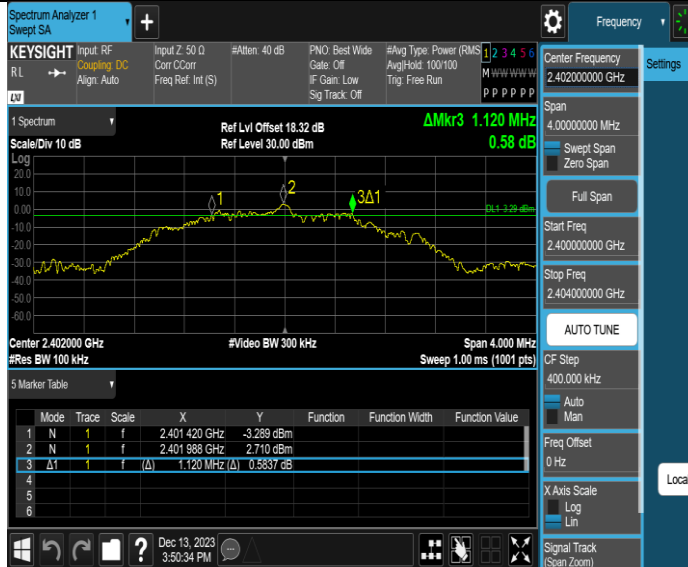 Spectrum Analyzer 1
Swept SA
+
Frequency
KEYSIGHT Input: RF Input Z: 50 Ω #Atten: 40 dB PNO: Best Wide #Avg Type: Power (RMS 1 2 3 4 5 6
RL Coupling: DC Corr CCorr Gate: Off Avg|Hold: 100/100 M W W W W W
Align: Auto Freq Ref: Int (S) IF Gain: Low Trig: Free Run
Sig Track: Off P P P P P P
LXI
1 Spectrum
Scale/Div 10 dB
Ref Lvl Offset 18.32 dB
Ref Level 30.00 dBm
ΔMkr3 1.120 MHz
0.58 dB
Log
20.0
10.0
0.00
-10.0
-20.0
-30.0
-40.0
-50.0
-60.0
1
2
3Δ1
DL1 -3.29 dBm
Center 2.402000 GHz #Video BW 300 kHz Span 4.000 MHz
#Res BW 100 kHz Sweep 1.00 ms (1001 pts)
5 Marker Table
Mode Trace Scale X Y Function Function Width Function Value
1 N 1 f 2.401 420 GHz -3.289 dBm
2 N 1 f 2.401 988 GHz 2.710 dBm
3 Δ1 1 f (Δ) 1.120 MHz (Δ) 0.5837 dB
4
5
6
?
Dec 13, 2023
3:50:34 PM
Center Frequency
2.402000000 GHz
Span
4.00000000 MHz
Swept Span
Zero Span
Full Span
Start Freq
2.400000000 GHz
Stop Freq
2.404000000 GHz
AUTO TUNE
CF Step
400.000 kHz
Auto
Man
Freq Offset
0 Hz
X Axis Scale
Log
Lin
Signal Track
(Span Zoom)
Settings
Loca